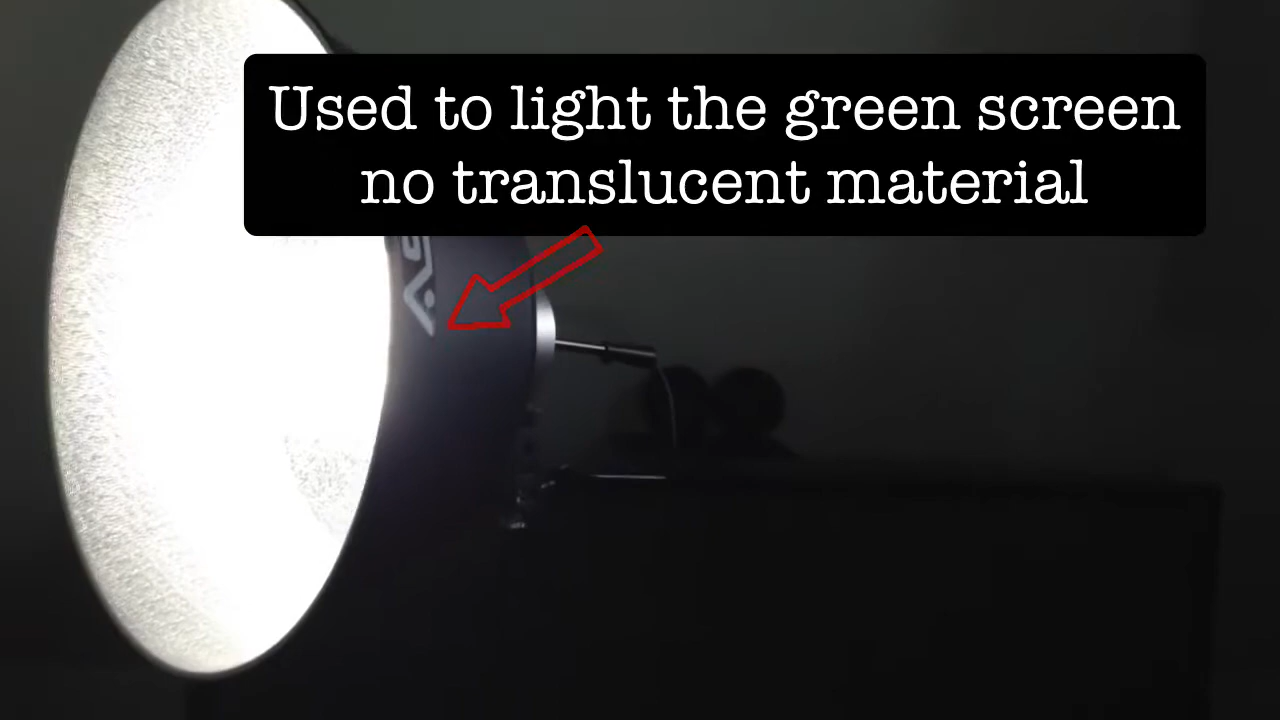 Used to light the green screen
no translucent material